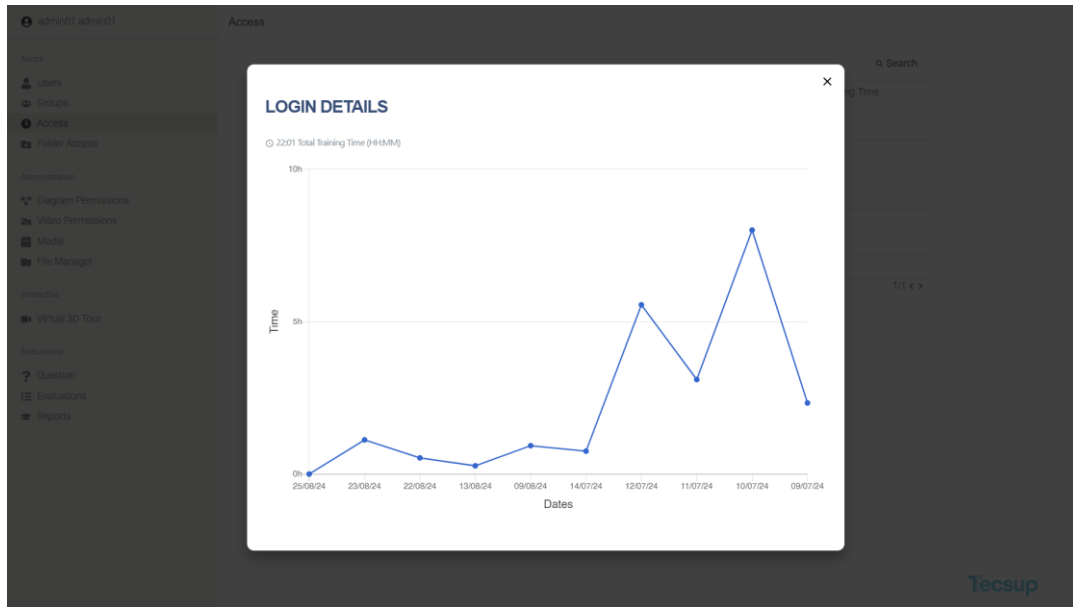 admin01 admin01
Access
Users
Groups
Access
Folder Access
Administration
Diagram Permissions
Video Permissions
Media
File Manager
Interactive
Virtual 3D Tour
Evaluations
Question
Evaluations
Reports
Search
ng Time
1/1 < >
×
LOGIN DETAILS
22:01 Total Training Time (HH:MM)
10h
5h
0h
Time
25/08/24 23/08/24 22/08/24 13/08/24 09/08/24 14/07/24 12/07/24 11/07/24 10/07/24 09/07/24
Dates
Tecsup